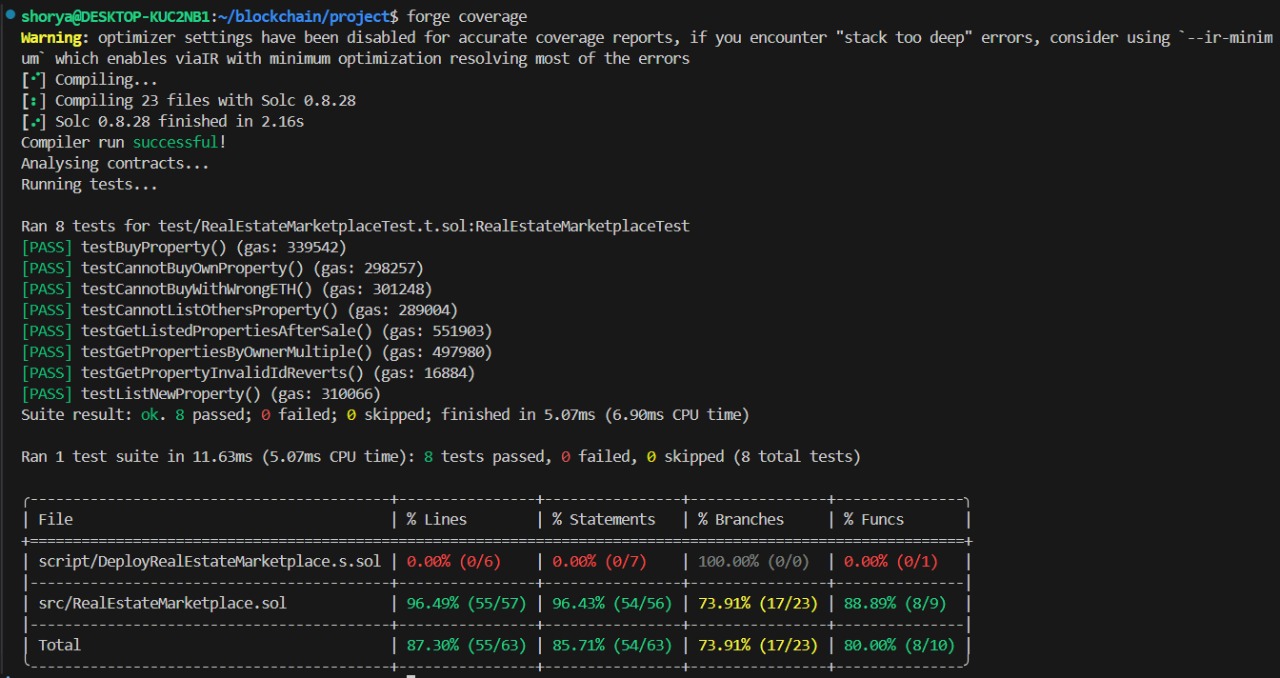 shorya@DESKTOP-KUC2NB1:~/blockchain/project$ forge coverage
Warning: optimizer settings have been disabled for accurate coverage reports, if you encounter "stack too deep" errors, consider using `--ir-minim
um` which enables viaIR with minimum optimization resolving most of the errors
[⠊] Compiling...
[⠆] Compiling 23 files with Solc 0.8.28
[⠔] Solc 0.8.28 finished in 2.16s
Compiler run successful!
Analysing contracts...
Running tests...

Ran 8 tests for test/RealEstateMarketplaceTest.t.sol:RealEstateMarketplaceTest
[PASS] testBuyProperty() (gas: 339542)
[PASS] testCannotBuyOwnProperty() (gas: 298257)
[PASS] testCannotBuyWithWrongETH() (gas: 301248)
[PASS] testCannotListOthersProperty() (gas: 289004)
[PASS] testGetListedPropertiesAfterSale() (gas: 551903)
[PASS] testGetPropertiesByOwnerMultiple() (gas: 497980)
[PASS] testGetPropertyInvalidIdReverts() (gas: 16884)
[PASS] testListNewProperty() (gas: 310066)
Suite result: ok. 8 passed; 0 failed; 0 skipped; finished in 5.07ms (6.90ms CPU time)

Ran 1 test suite in 11.63ms (5.07ms CPU time): 8 tests passed, 0 failed, 0 skipped (8 total tests)

| File | % Lines | % Statements | % Branches | % Funcs |
| script/DeployRealEstateMarketplace.s.sol | 0.00% (0/6) | 0.00% (0/7) | 100.00% (0/0) | 0.00% (0/1) |
| src/RealEstateMarketplace.sol | 96.49% (55/57) | 96.43% (54/56) | 73.91% (17/23) | 88.89% (8/9) |
| Total | 87.30% (55/63) | 85.71% (54/63) | 73.91% (17/23) | 80.00% (8/10) |